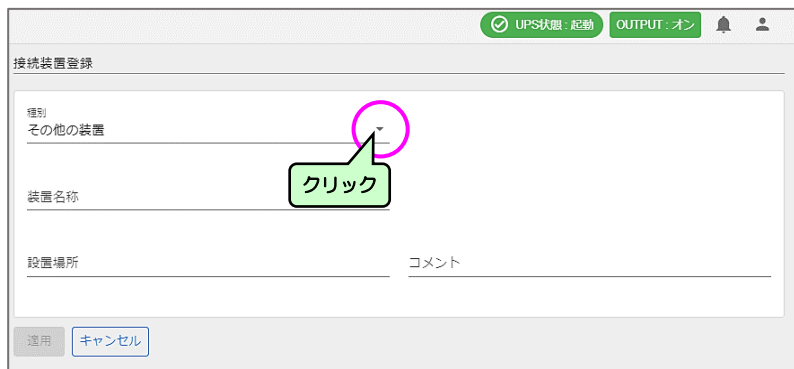 UPS状態 : 起動 OUTPUT : オン
接続装置登録
種別
その他の装置
クリック
装置名称
設置場所 コメント
適用 キャンセル